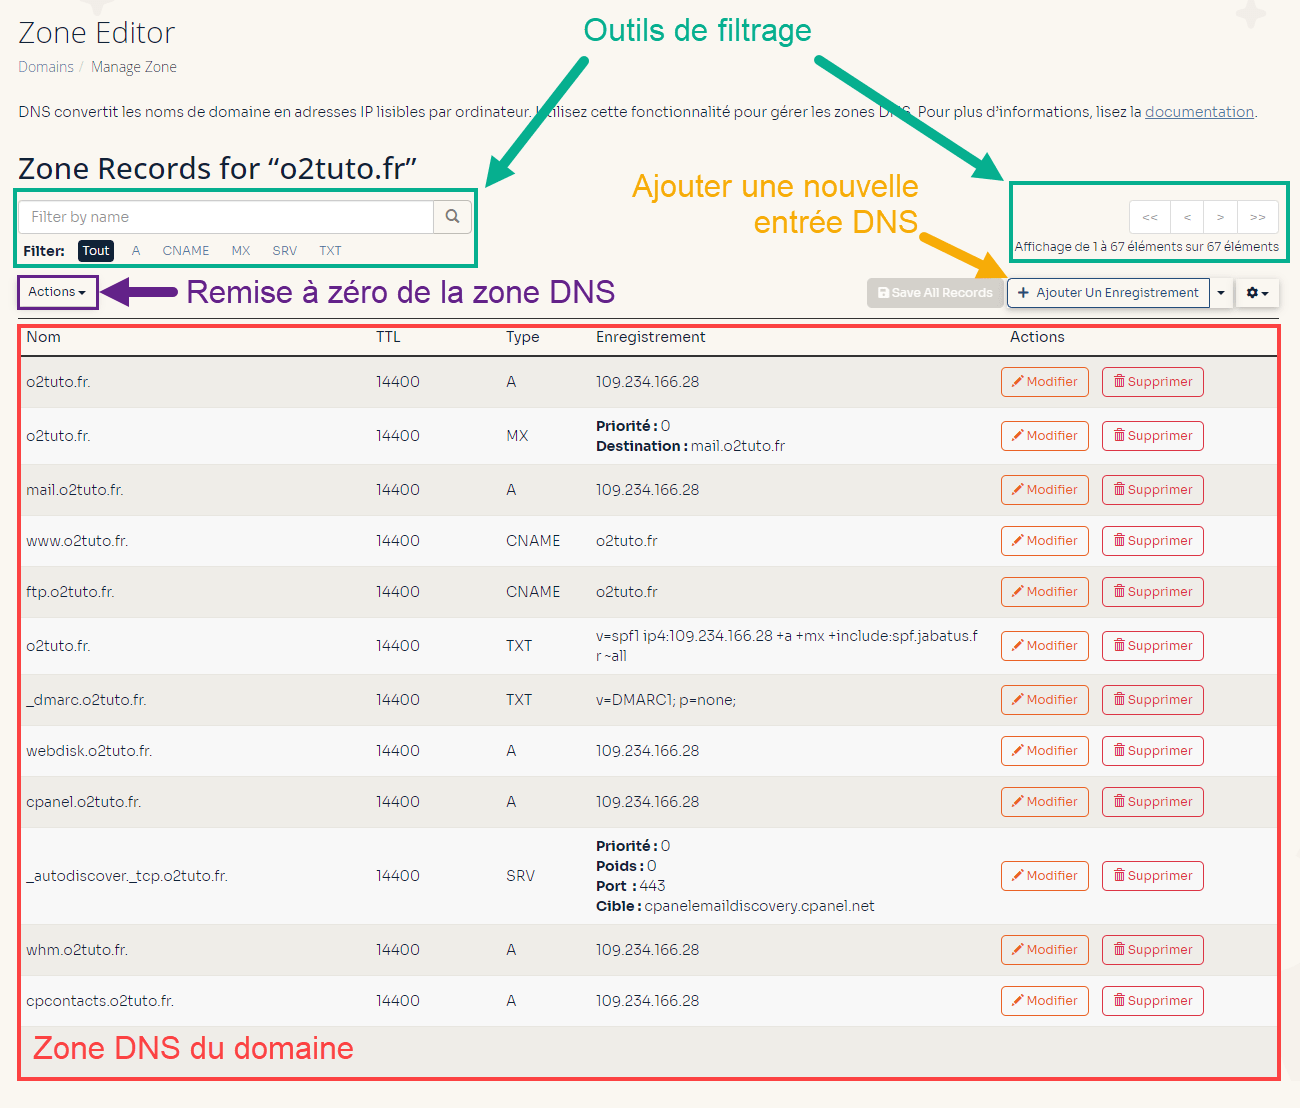 Zone Editor
Outils de filtrage
Domains / Manage Zone
DNS convertit les noms de domaine en adresses IP lisibles par ordinateur. Utilisez cette fonctionnalité pour gérer les zones DNS. Pour plus d'informations, lisez la documentation.
Zone Records for “o2tuto.fr”
Ajouter une nouvelle
entrée DNS
Filter by name
<< < > >>
Filter: Tout A CNAME MX SRV TXT
Affichage de 1 à 67 éléments sur 67 éléments
Actions
Remise à zéro de la zone DNS
Save All Records
+ Ajouter Un Enregistrement
Nom TTL Type Enregistrement Actions
o2tuto.fr. 14400 A 109.234.166.28 Modifier Supprimer
o2tuto.fr. 14400 MX Priorité : 0
Destination : mail.o2tuto.fr Modifier Supprimer
mail.o2tuto.fr. 14400 A 109.234.166.28 Modifier Supprimer
www.o2tuto.fr. 14400 CNAME o2tuto.fr Modifier Supprimer
ftp.o2tuto.fr. 14400 CNAME o2tuto.fr Modifier Supprimer
o2tuto.fr. 14400 TXT v=spf1 ip4:109.234.166.28 +a +mx +include:spf.jabatus.f
r ~all Modifier Supprimer
_dmarc.o2tuto.fr. 14400 TXT v=DMARC1; p=none; Modifier Supprimer
webdisk.o2tuto.fr. 14400 A 109.234.166.28 Modifier Supprimer
cpanel.o2tuto.fr. 14400 A 109.234.166.28 Modifier Supprimer
_autodiscover._tcp.o2tuto.fr. 14400 SRV Priorité : 0
Poids : 0
Port : 443
Cible : cpanelemaildiscovery.cpanel.net Modifier Supprimer
whm.o2tuto.fr. 14400 A 109.234.166.28 Modifier Supprimer
cpcontacts.o2tuto.fr. 14400 A 109.234.166.28 Modifier Supprimer
Zone DNS du domaine